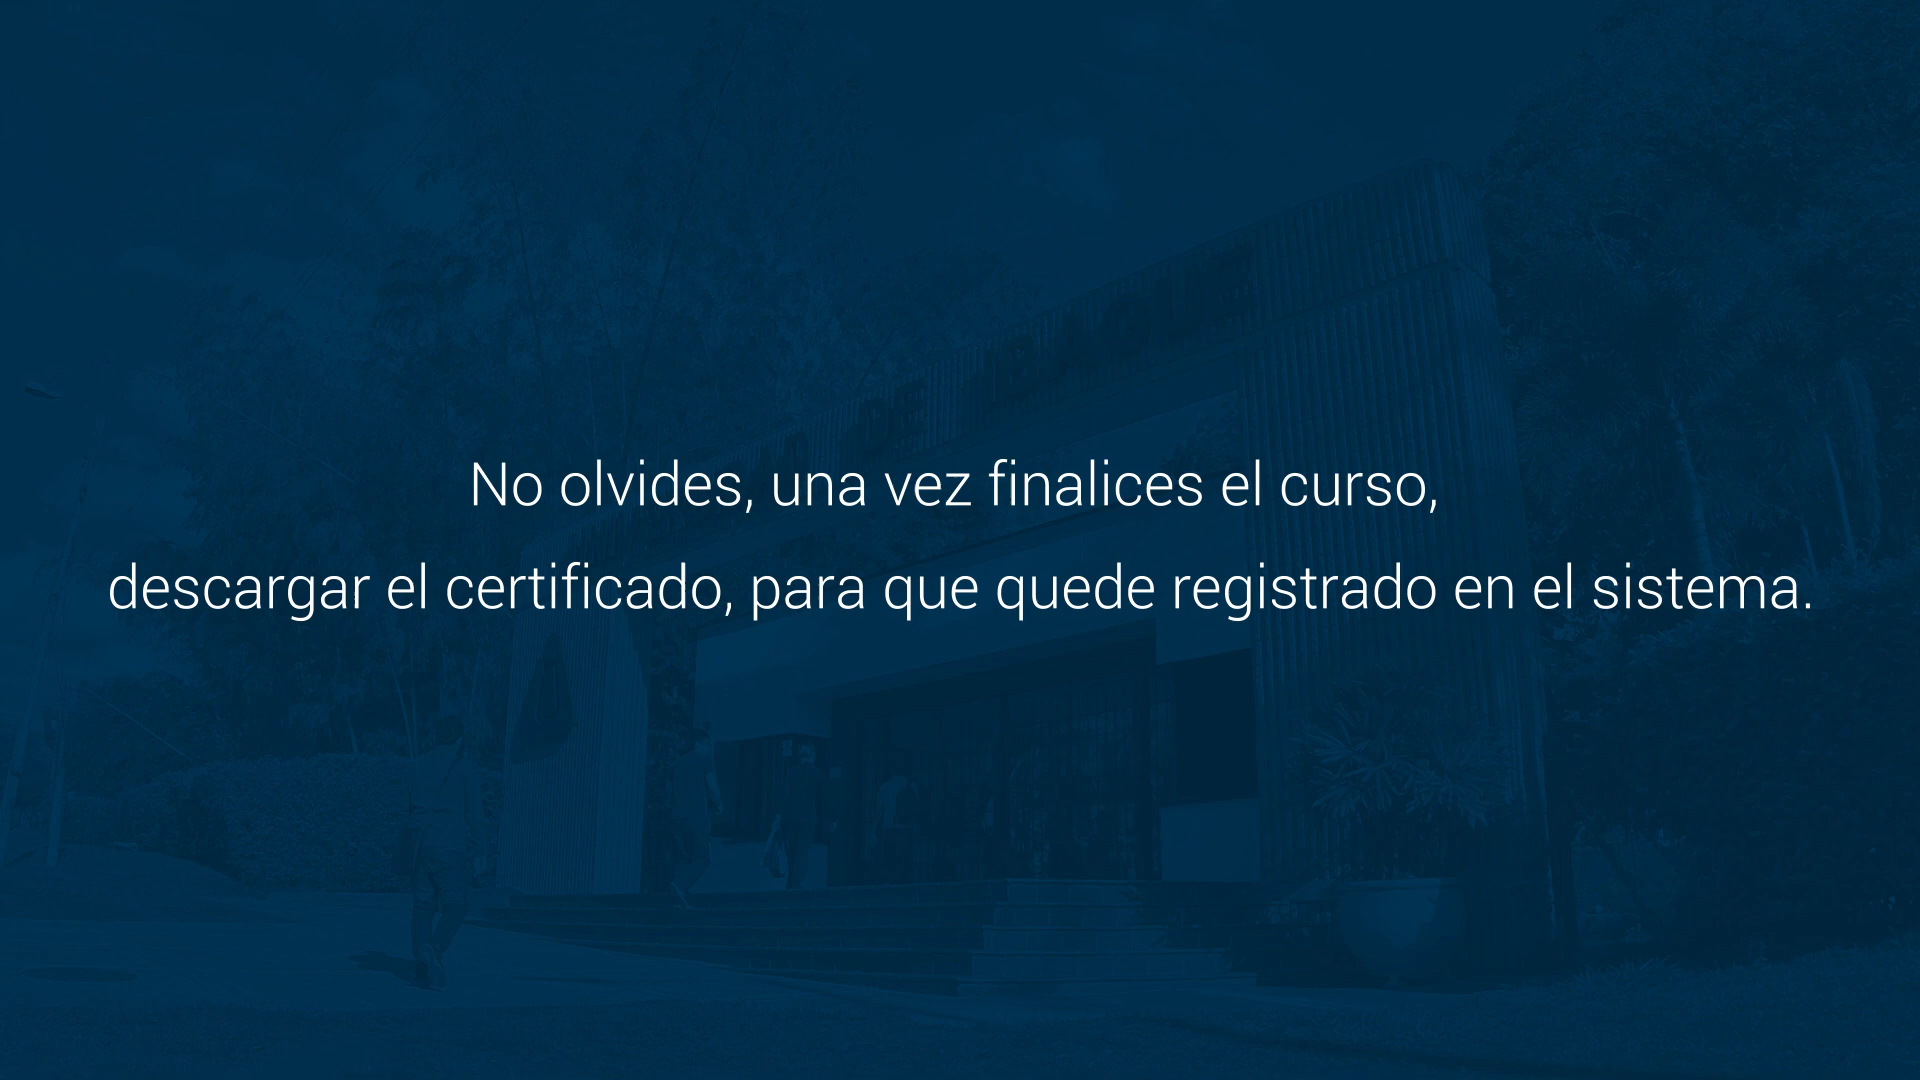 No olvides, una vez finalices el curso,
descargar el certificado, para que quede registrado en el sistema.